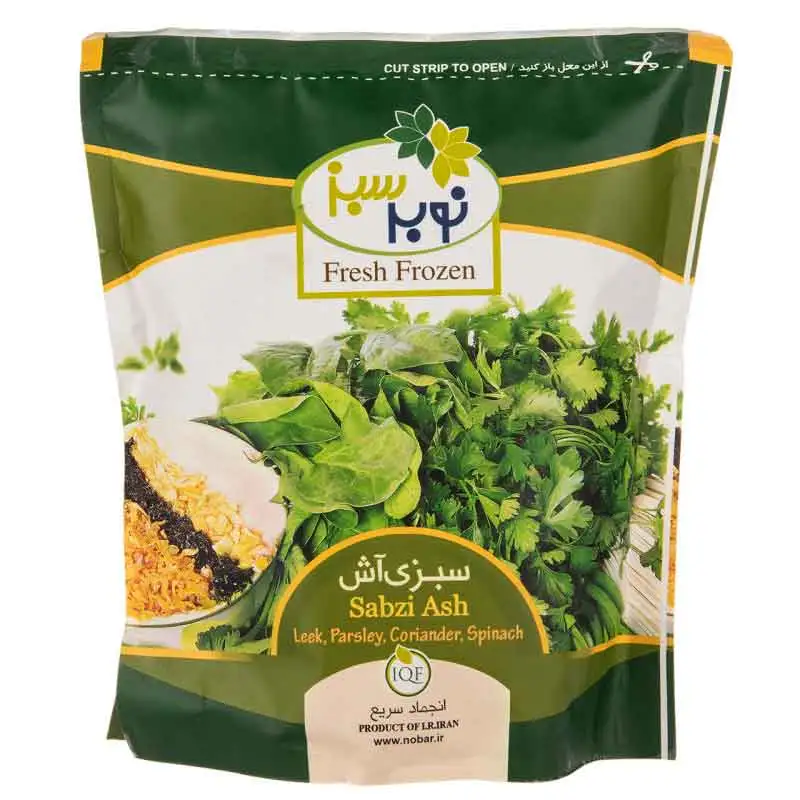 CUT STRIP TO OPEN / از این محل باز کنید
نوبر سبز
Fresh Frozen
سبزی آش
Sabzi Ash
Leek, Parsley, Coriander, Spinach
IQF
انجماد سریع
PRODUCT OF I.R.IRAN
www.nobar.ir